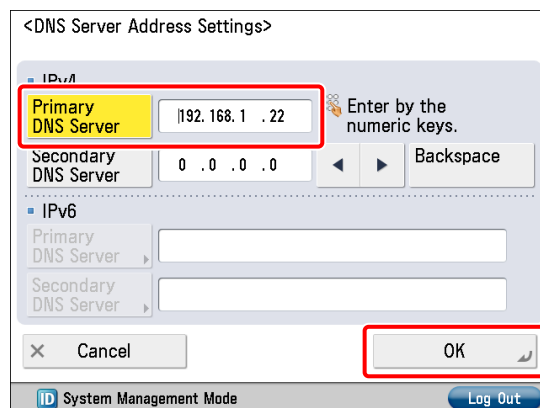 <DNS Server Address Settings>
IPv4
Primary
DNS Server
192. 168. 1 . 22
Enter by the
numeric keys.
Secondary
DNS Server
0 . 0 . 0 . 0
Backspace
IPv6
Primary
DNS Server
Secondary
DNS Server
Cancel
OK
ID System Management Mode
Log Out